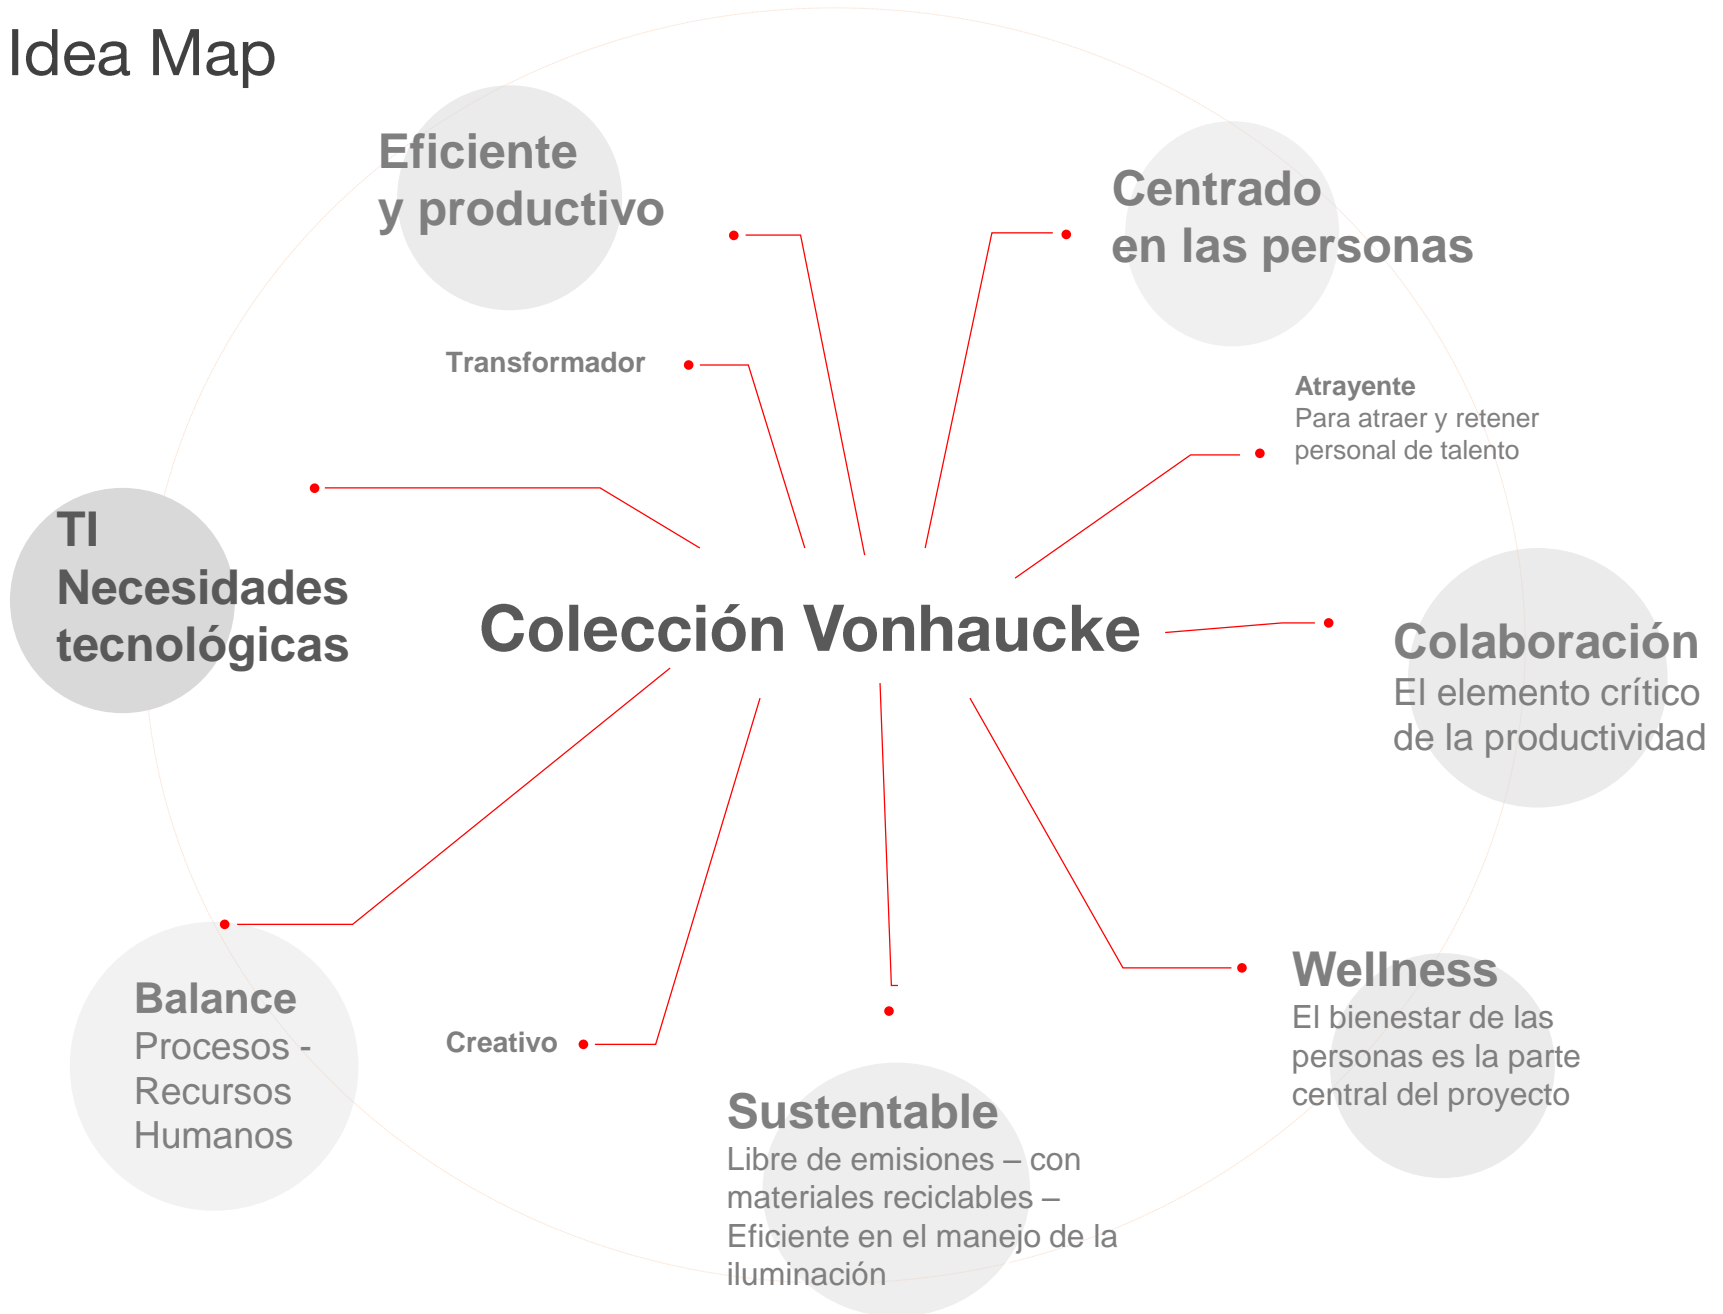 Idea Map
Eficiente
y productivo
Centrado
en las personas
Transformador
Atrayente
Para atraer y retener
personal de talento
TI
Necesidades
tecnológicas
Colección Vonhaucke
Colaboración
El elemento crítico
de la productividad
Balance
Procesos -
Recursos
Humanos
Creativo
Sustentable
Libre de emisiones – con
materiales reciclables –
Eficiente en el manejo de la
iluminación
Wellness
El bienestar de las
personas es la parte
central del proyecto